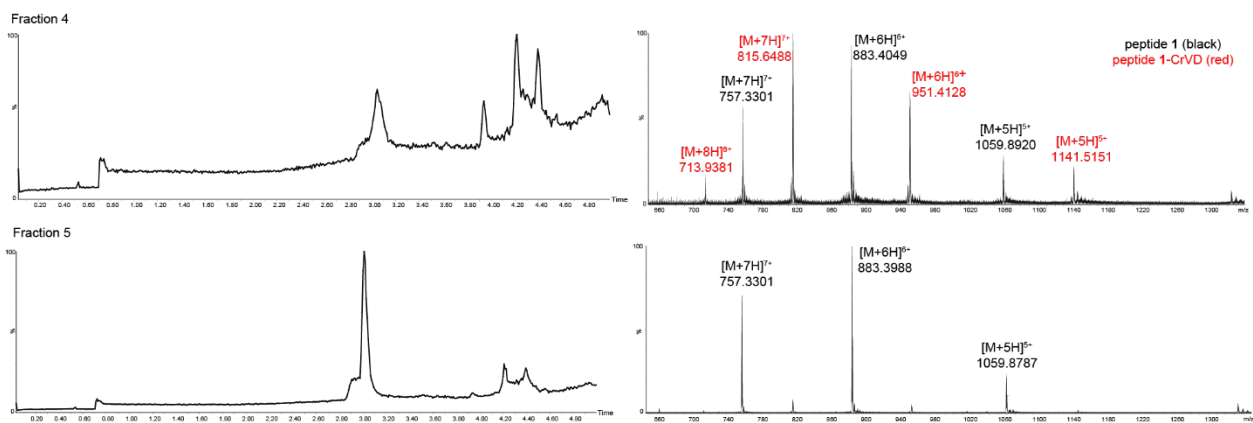 Fraction 4
100
%
0
0.20 0.40 0.60 0.80 1.00 1.20 1.40 1.60 1.80 2.00 2.20 2.40 2.60 2.80 3.00 3.20 3.40 3.60 3.80 4.00 4.20 4.40 4.60 4.80 Time
100
%
0
[M+8H]⁸⁺
713.9381
[M+7H]⁷⁺
757.3301
[M+7H]⁷⁺
815.6488
[M+6H]⁶⁺
883.4049
[M+6H]⁶⁺
951.4128
[M+5H]⁵⁺
1059.8920
[M+5H]⁵⁺
1141.5151
peptide 1 (black)
peptide 1-CrVD (red)
660 700 740 780 820 860 900 940 980 1020 1060 1100 1140 1180 1220 1260 1300 m/z
Fraction 5
100
%
0
0.20 0.40 0.60 0.80 1.00 1.20 1.40 1.60 1.80 2.00 2.20 2.40 2.60 2.80 3.00 3.20 3.40 3.60 3.80 4.00 4.20 4.40 4.60 4.80 Time
100
%
0
[M+7H]⁷⁺
757.3301
[M+6H]⁶⁺
883.3988
[M+5H]⁵⁺
1059.8787
660 700 740 780 820 860 900 940 980 1020 1060 1100 1140 1180 1220 1260 1300 m/z